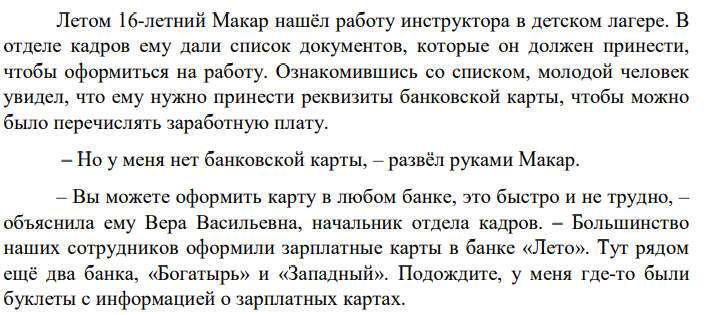 Летом 16-летний Макар нашёл работу инструктора в детском лагере. В
отделе кадров ему дали список документов, которые он должен принести,
чтобы оформиться на работу. Ознакомившись со списком, молодой человек
увидел, что ему нужно принести реквизиты банковской карты, чтобы можно
было перечислять заработную плату.
– Но у меня нет банковской карты, – развёл руками Макар.
– Вы можете оформить карту в любом банке, это быстро и не трудно, –
объяснила ему Вера Васильевна, начальник отдела кадров. – Большинство
наших сотрудников оформили зарплатные карты в банке «Лето». Тут рядом
ещё два банка, «Богатырь» и «Западный». Подождите, у меня где-то были
буклеты с информацией о зарплатных картах.